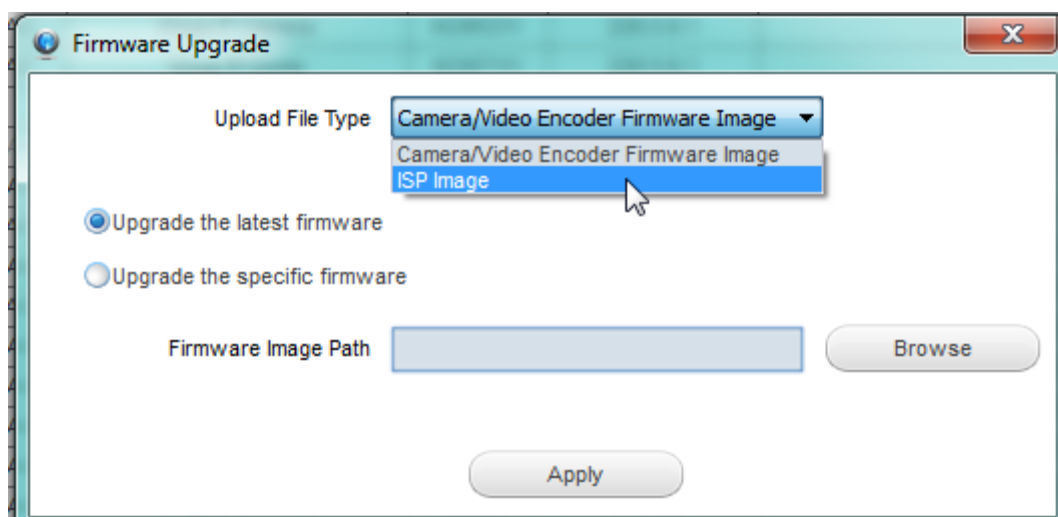 Firmware Upgrade
Upload File Type Camera/Video Encoder Firmware Image
Camera/Video Encoder Firmware Image
ISP Image
Upgrade the latest firmware
Upgrade the specific firmware
Firmware Image Path Browse
Apply